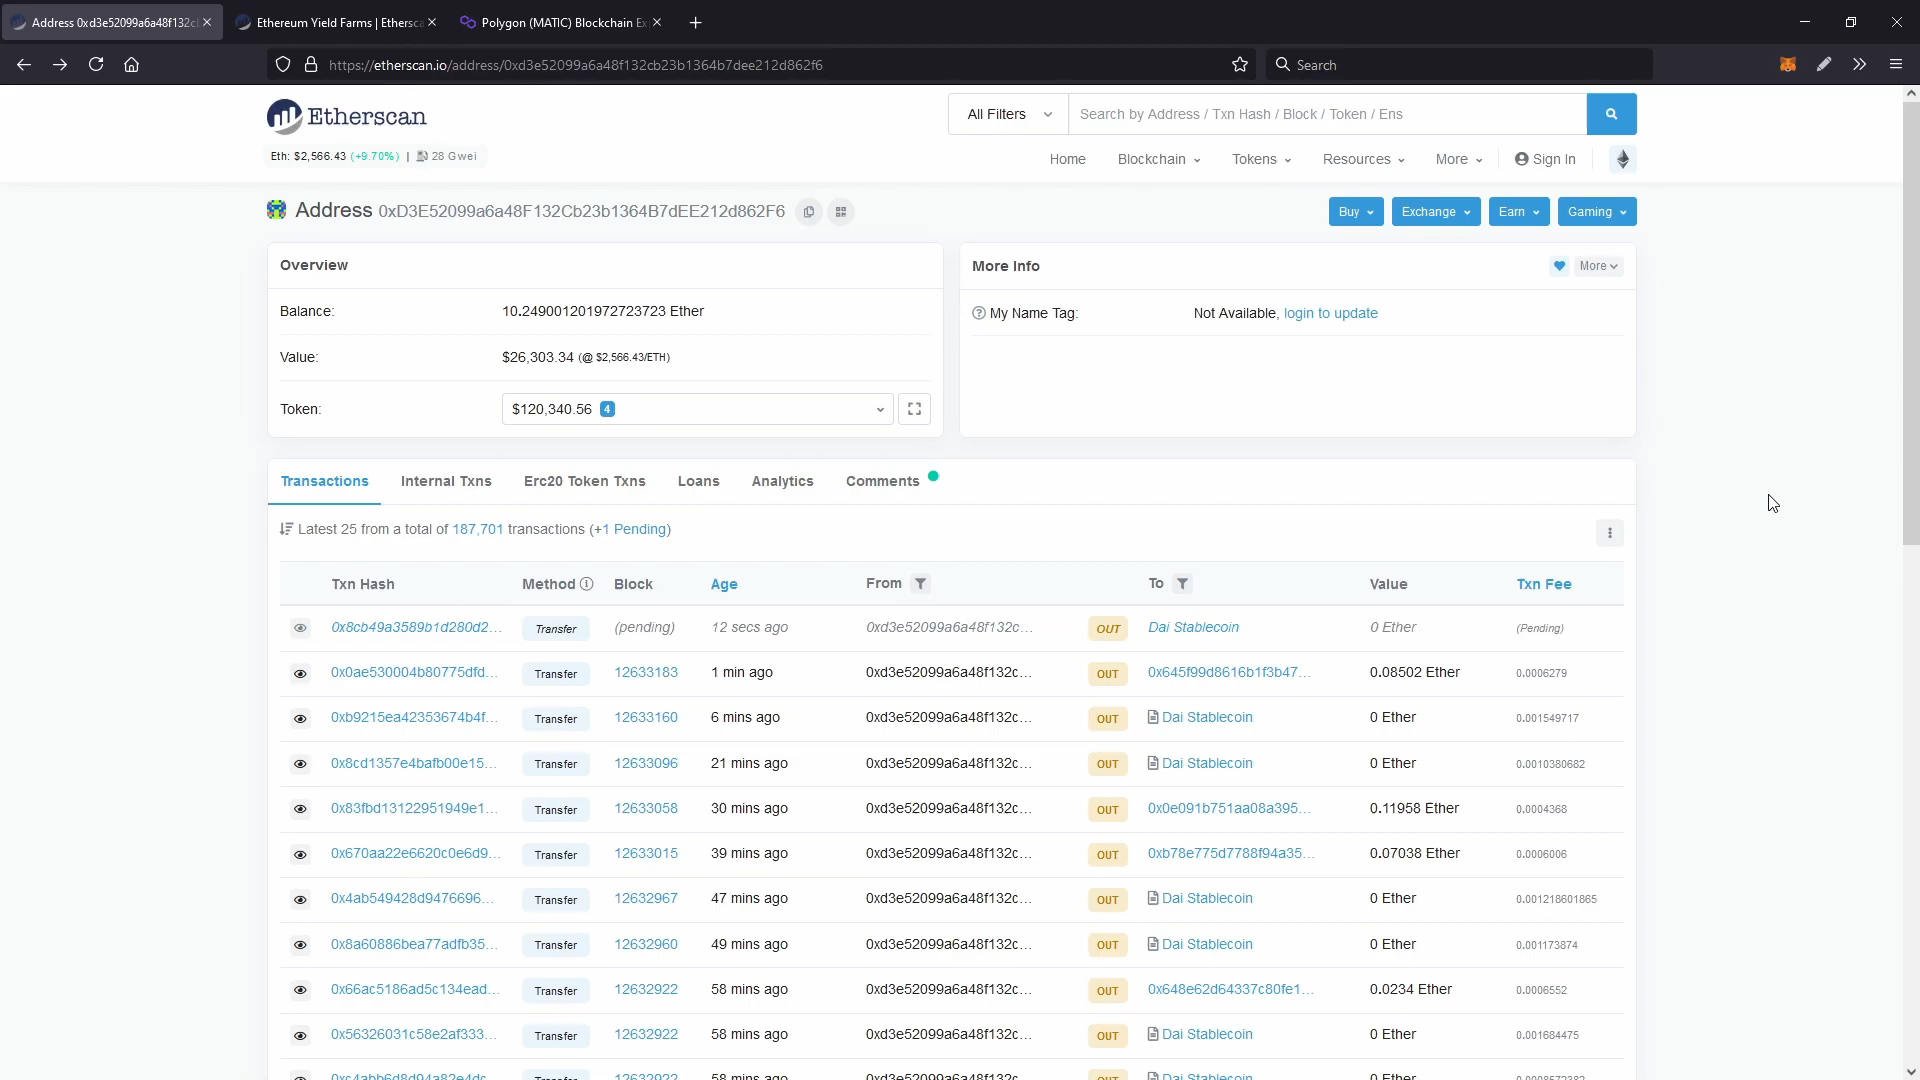 Address 0xd3e52099a6a48f132c
Ethereum Yield Farms | Ethersca
Polygon (MATIC) Blockchain Ex
https://etherscan.io/address/0xd3e52099a6a48f132cb23b1364b7dee212d862f6
Search
Etherscan
All Filters
Search by Address / Txn Hash / Block / Token / Ens
Eth: $2,566.43 (+9.70%) | 28 Gwei
Home Blockchain Tokens Resources More Sign In
Address 0xD3E52099a6a48F132Cb23b1364B7dEE212d862F6
Buy Exchange Earn Gaming
Overview
Balance: 10.249001201972723723 Ether
Value: $26,303.34 (@ $2,566.43/ETH)
Token: $120,340.56 4
More Info
More
My Name Tag: Not Available, login to update
Transactions Internal Txns Erc20 Token Txns Loans Analytics Comments
Latest 25 from a total of 187,701 transactions (+1 Pending)
Txn Hash Method Block Age From To Value Txn Fee
0x8cb49a3589b1d280d2... Transfer (pending) 12 secs ago 0xd3e52099a6a48f132c... OUT Dai Stablecoin 0 Ether (Pending)
0x0ae530004b80775dfd... Transfer 12633183 1 min ago 0xd3e52099a6a48f132c... OUT 0x645f99d8616b1f3b47... 0.08502 Ether 0.0006279
0xb9215ea42353674b4f... Transfer 12633160 6 mins ago 0xd3e52099a6a48f132c... OUT Dai Stablecoin 0 Ether 0.001549717
0x8cd1357e4bafb00e15... Transfer 12633096 21 mins ago 0xd3e52099a6a48f132c... OUT Dai Stablecoin 0 Ether 0.0010380682
0x83fbd13122951949e1... Transfer 12633058 30 mins ago 0xd3e52099a6a48f132c... OUT 0x0e091b751aa08a395... 0.11958 Ether 0.0004368
0x670aa22e6620c0e6d9... Transfer 12633015 39 mins ago 0xd3e52099a6a48f132c... OUT 0xb78e775d7788f94a35... 0.07038 Ether 0.0006006
0x4ab549428d9476696... Transfer 12632967 47 mins ago 0xd3e52099a6a48f132c... OUT Dai Stablecoin 0 Ether 0.001218601865
0x8a60886bea77adfb35... Transfer 12632960 49 mins ago 0xd3e52099a6a48f132c... OUT Dai Stablecoin 0 Ether 0.001173874
0x66ac5186ad5c134ead... Transfer 12632922 58 mins ago 0xd3e52099a6a48f132c... OUT 0x648e62d64337c80fe1... 0.0234 Ether 0.0006552
0x56326031c58e2af333... Transfer 12632922 58 mins ago 0xd3e52099a6a48f132c... OUT Dai Stablecoin 0 Ether 0.001684475
Transfer 12632922 58 mins ago 0xd3e52099a6a48f132c... OUT Dai Stablecoin 0 Ether